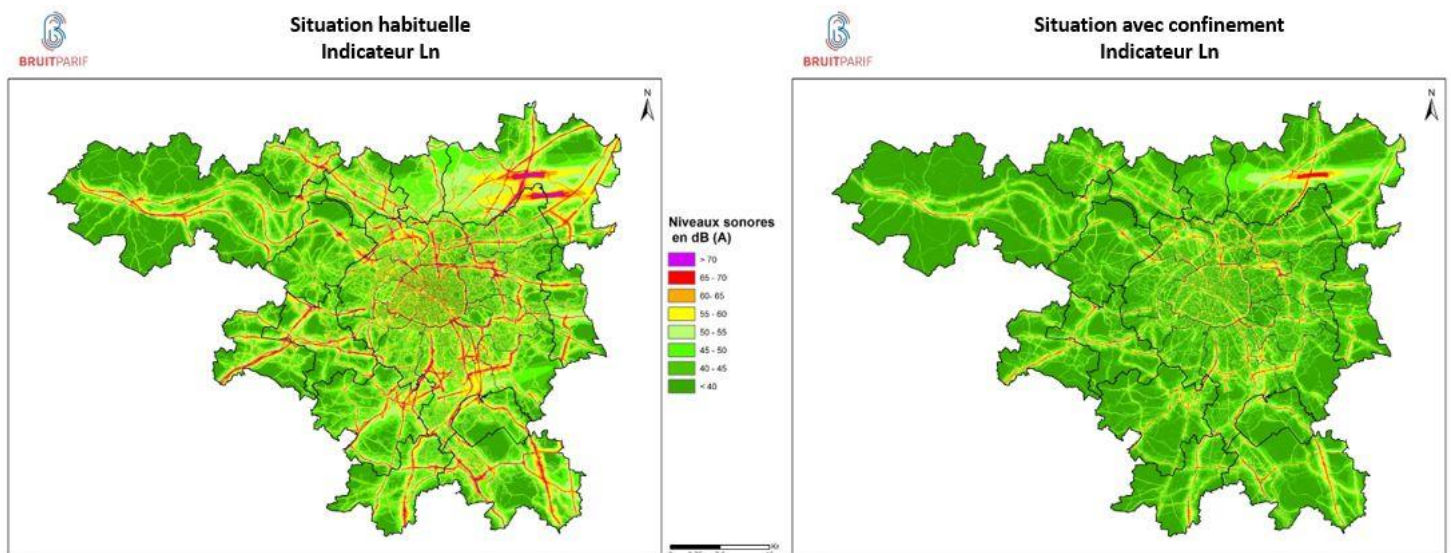 BRUITPARIF
Situation habituelle
Indicateur Ln
N
Niveaux sonores
en dB (A)
> 70
65 - 70
60- 65
55 - 60
50 - 55
45 - 50
40 - 45
< 40
BRUITPARIF
Situation avec confinement
Indicateur Ln
N